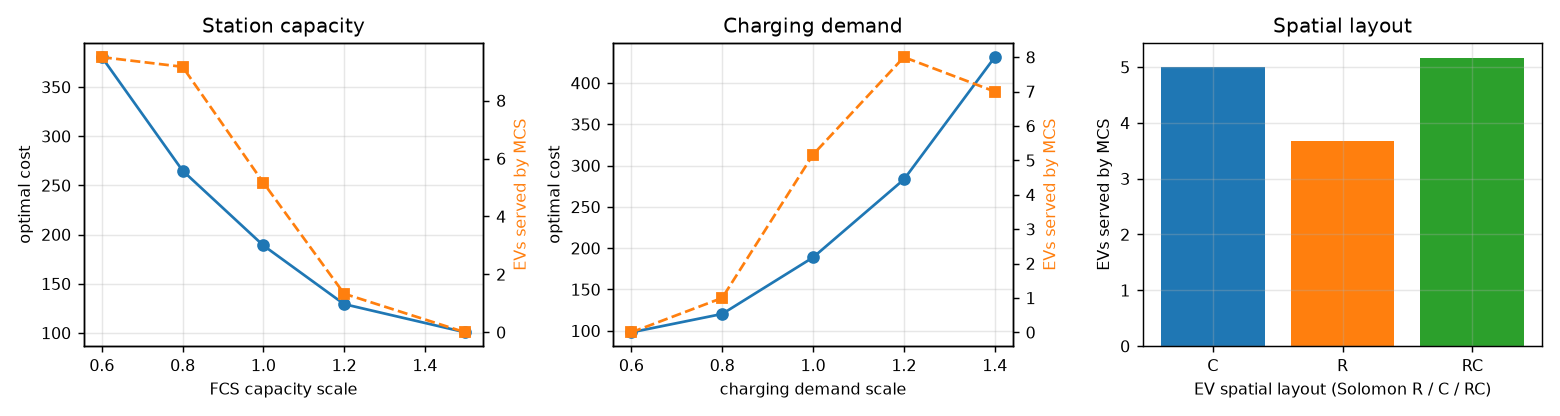 Station capacity
optimal cost
350
300
250
200
150
100
8
6
4
2
0
EVs served by MCS
0.6 0.8 1.0 1.2 1.4
FCS capacity scale
Charging demand
optimal cost
400
350
300
250
200
150
100
8
7
6
5
4
3
2
1
0
EVs served by MCS
0.6 0.8 1.0 1.2 1.4
charging demand scale
Spatial layout
EVs served by MCS
5
4
3
2
1
0
C R RC
EV spatial layout (Solomon R / C / RC)